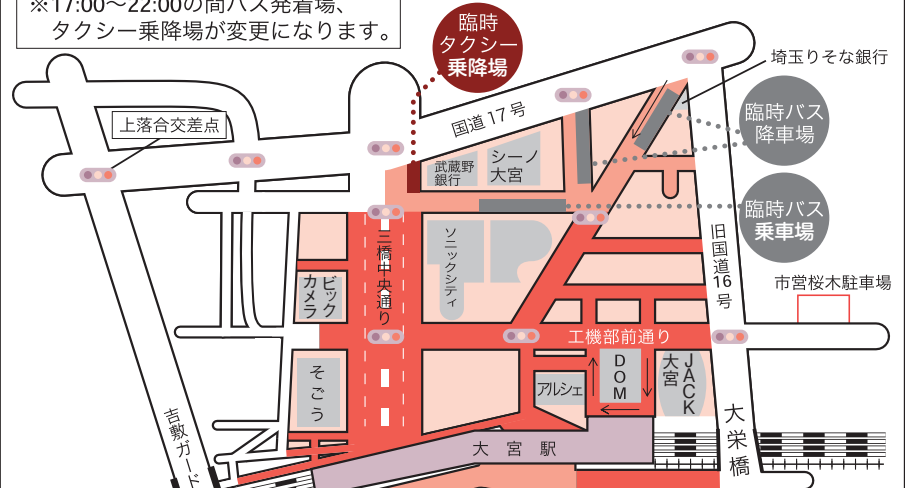 ※17:00〜22:00の間バス発着場、
タクシー乗降場が変更になります。
臨時
タクシー
乗降場
埼玉りそな銀行
国道17号
臨時バス
降車場
上落合交差点
武蔵野
銀行
シーノ
大宮
臨時バス
乗車場
三橋中央通り
ソニックシティ
旧国道16号
市営桜木駐車場
ビック
カメラ
工機部前通り
そごう
アルシェ
DOM
JACK
大宮
吉敷ガード
大宮駅
大栄橋